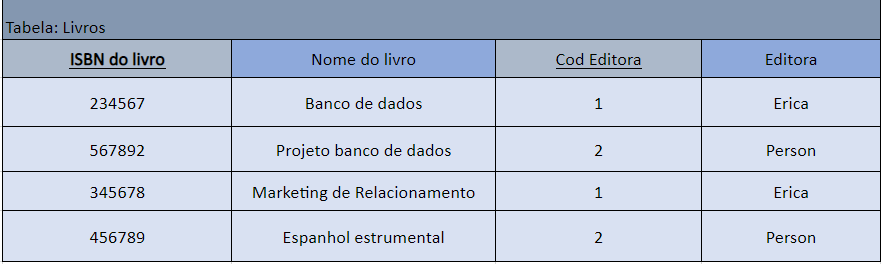 Tabela: Livros
ISBN do livro Nome do livro Cod Editora Editora
234567 Banco de dados 1 Erica
567892 Projeto banco de dados 2 Person
345678 Marketing de Relacionamento 1 Erica
456789 Espanhol estrumental 2 Person